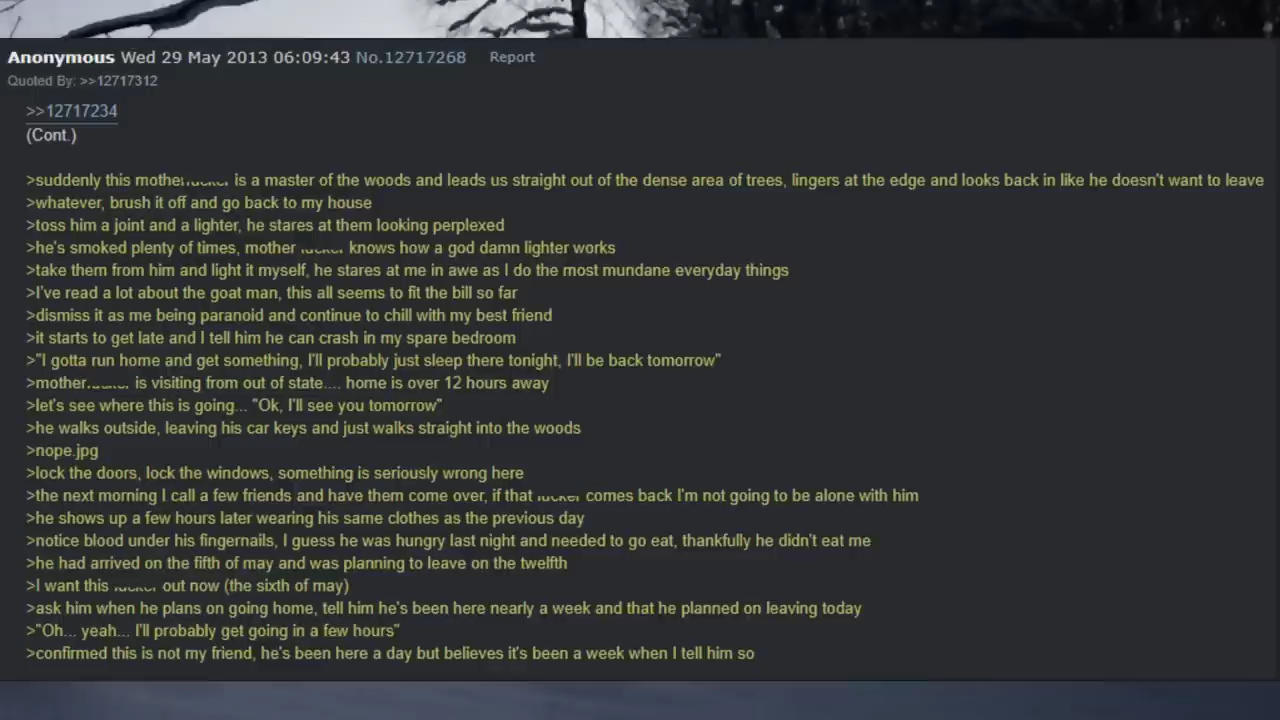 Anonymous Wed 29 May 2013 06:09:43 No.12717268 Report
Quoted By: >>12717312
>>12717234
(Cont.)
>suddenly this mother is a master of the woods and leads us straight out of the dense area of trees, lingers at the edge and looks back in like he doesn't want to leave
>whatever, brush it off and go back to my house
>toss him a joint and a lighter, he stares at them looking perplexed
>he's smoked plenty of times, mother knows how a god damn lighter works
>take them from him and light it myself, he stares at me in awe as I do the most mundane everyday things
>I've read a lot about the goat man, this all seems to fit the bill so far
>dismiss it as me being paranoid and continue to chill with my best friend
>it starts to get late and I tell him he can crash in my spare bedroom
>"I gotta run home and get something, I'll probably just sleep there tonight, I'll be back tomorrow"
>mother is visiting from out of state.... home is over 12 hours away
>let's see where this is going... "Ok, I'll see you tomorrow"
>he walks outside, leaving his car keys and just walks straight into the woods
>nope.jpg
>lock the doors, lock the windows, something is seriously wrong here
>the next morning I call a few friends and have them come over, if that comes back I'm not going to be alone with him
>he shows up a few hours later wearing his same clothes as the previous day
>notice blood under his fingernails, I guess he was hungry last night and needed to go eat, thankfully he didn't eat me
>he had arrived on the fifth of may and was planning to leave on the twelfth
>I want this out now (the sixth of may)
>ask him when he plans on going home, tell him he's been here nearly a week and that he planned on leaving today
>"Oh... yeah... I'll probably get going in a few hours"
>confirmed this is not my friend, he's been here a day but believes it's been a week when I tell him so